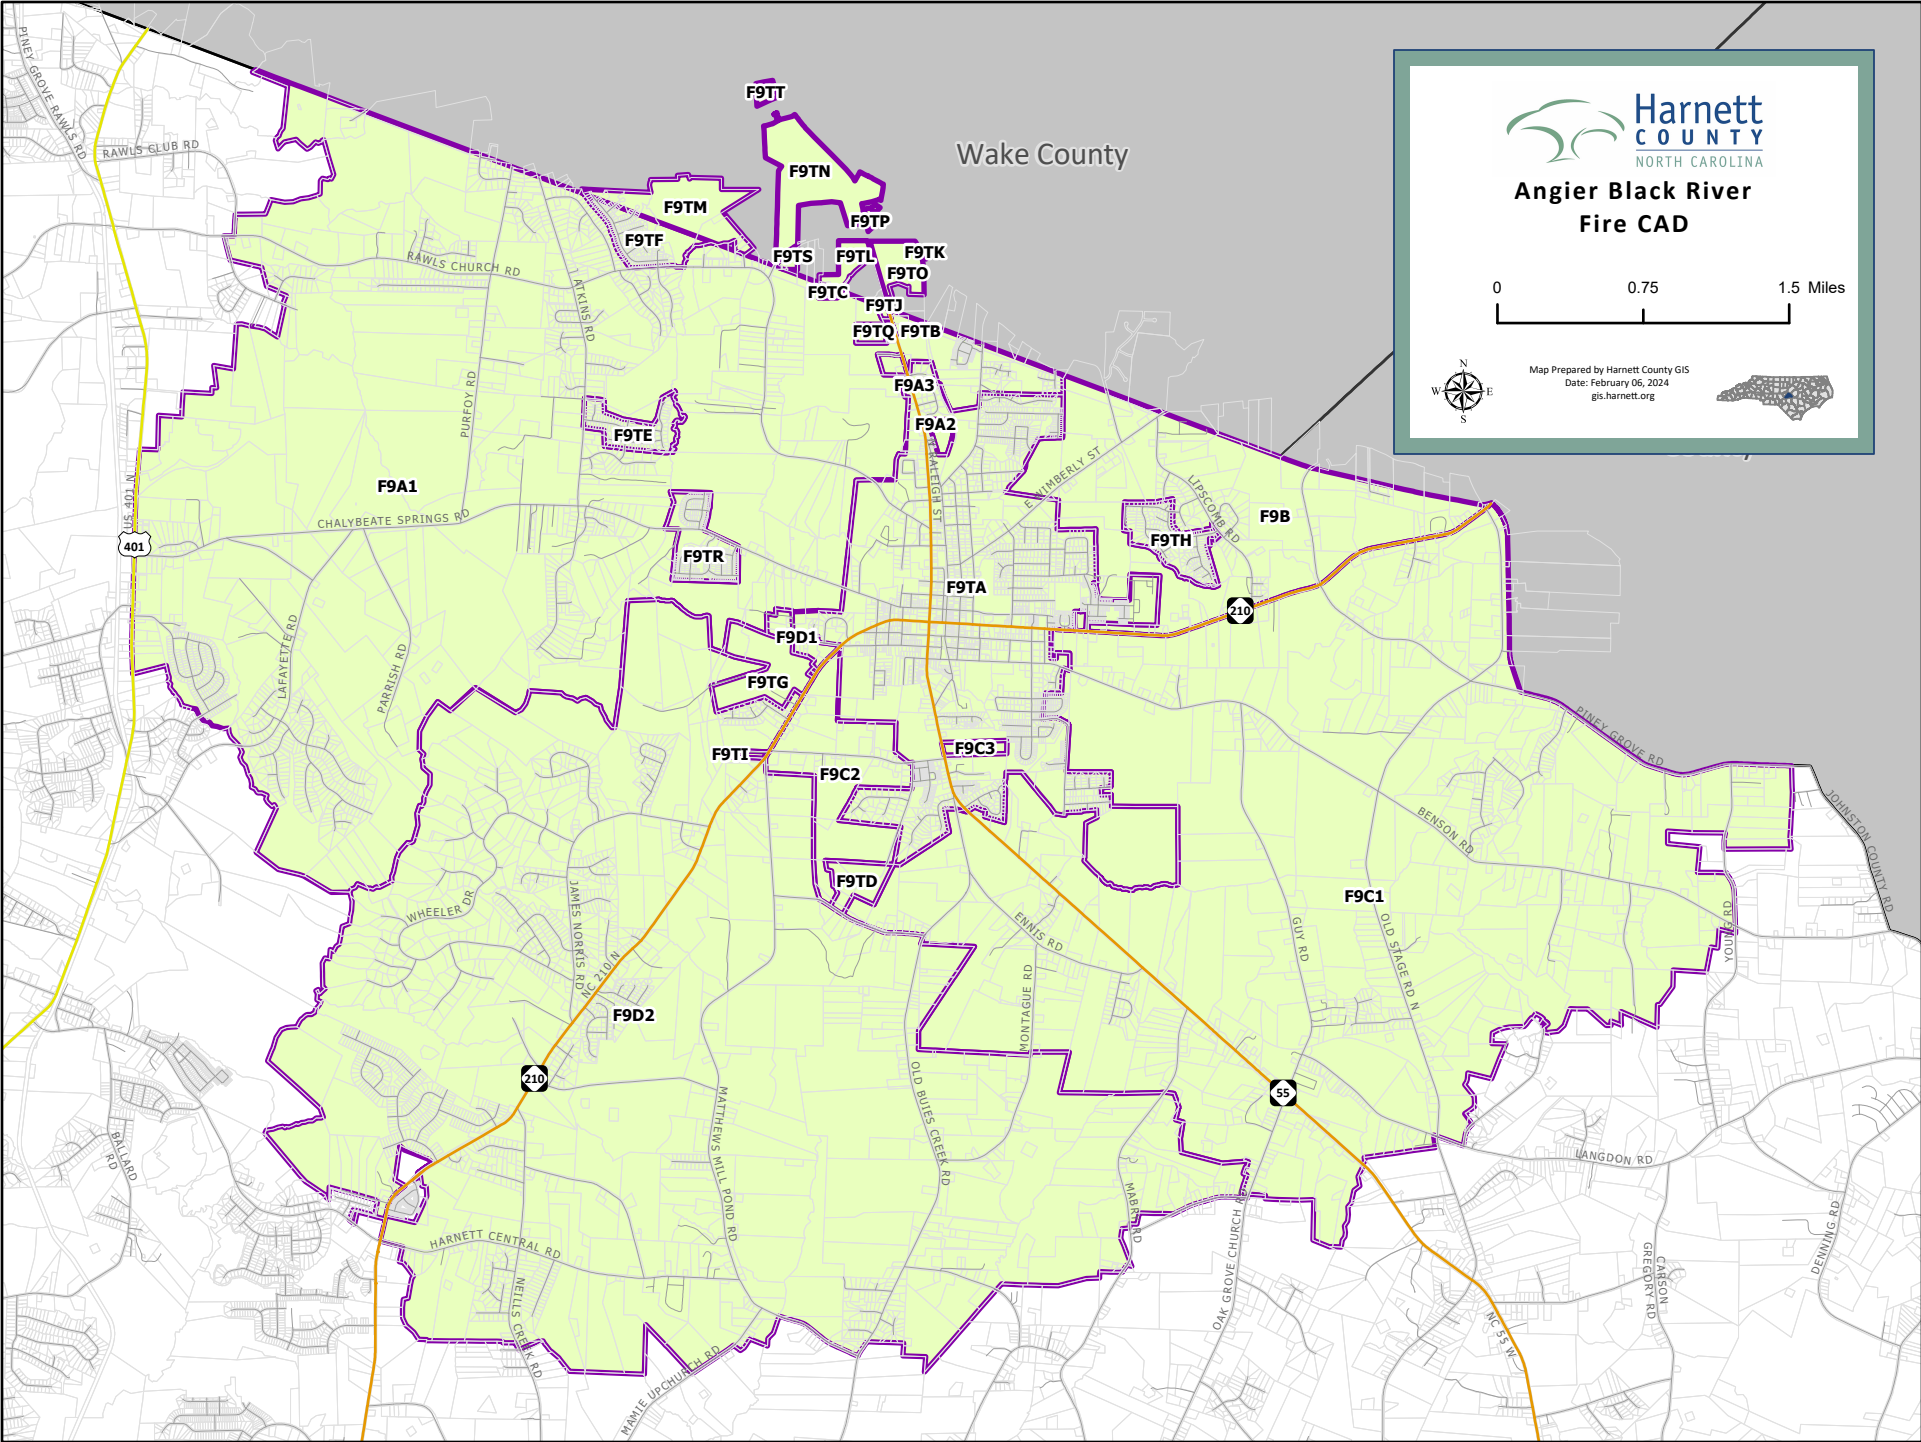 Harnett
COUNTY
NORTH CAROLINA
Angier Black River
Fire CAD
0 0.75 1.5 Miles
N
W E
S
Map Prepared by Harnett County GIS
Date: February 06, 2024
gis.harnett.org
Wake County
F9TT
F9TN
F9TM
F9TP
F9TF
F9TS
F9TL
F9TK
F9TO
F9TC
F9TJ
F9TQ
F9TB
F9A3
F9A2
F9TE
F9A1
F9B
F9TH
F9TR
F9TA
F9D1
F9TG
F9TI
F9C3
F9C2
F9TD
F9C1
F9D2
PINEY GROVE RAWLS RD
RAWLS CLUB RD
RAWLS CHURCH RD
ATKINS RD
PURFOY RD
US 401 N
401
CHALYBEATE SPRINGS RD
N RALEIGH ST
E WIMBERLY ST
LIPSCOMB RD
210
LAFAYETTE RD
PARRISH RD
PINEY GROVE RD
BENSON RD
JOHNSTON COUNTY RD
WHEELER DR
JAMES NORRIS RD
NC 210 N
ENNIS RD
MONTAGUE RD
GUY RD
OLD STAGE RD N
YOUNG RD
210
55
MATTHEWS MILL POND RD
OLD BUIES CREEK RD
BALLARD
RD
LANGDON RD
MABRY RD
OAK GROVE CHURCH R
HARNETT CENTRAL RD
NEILLS CREEK RD
MAMIE UPCHURCH RD
NC 55 W
CARSON
GREGORY RD
DENNING RD